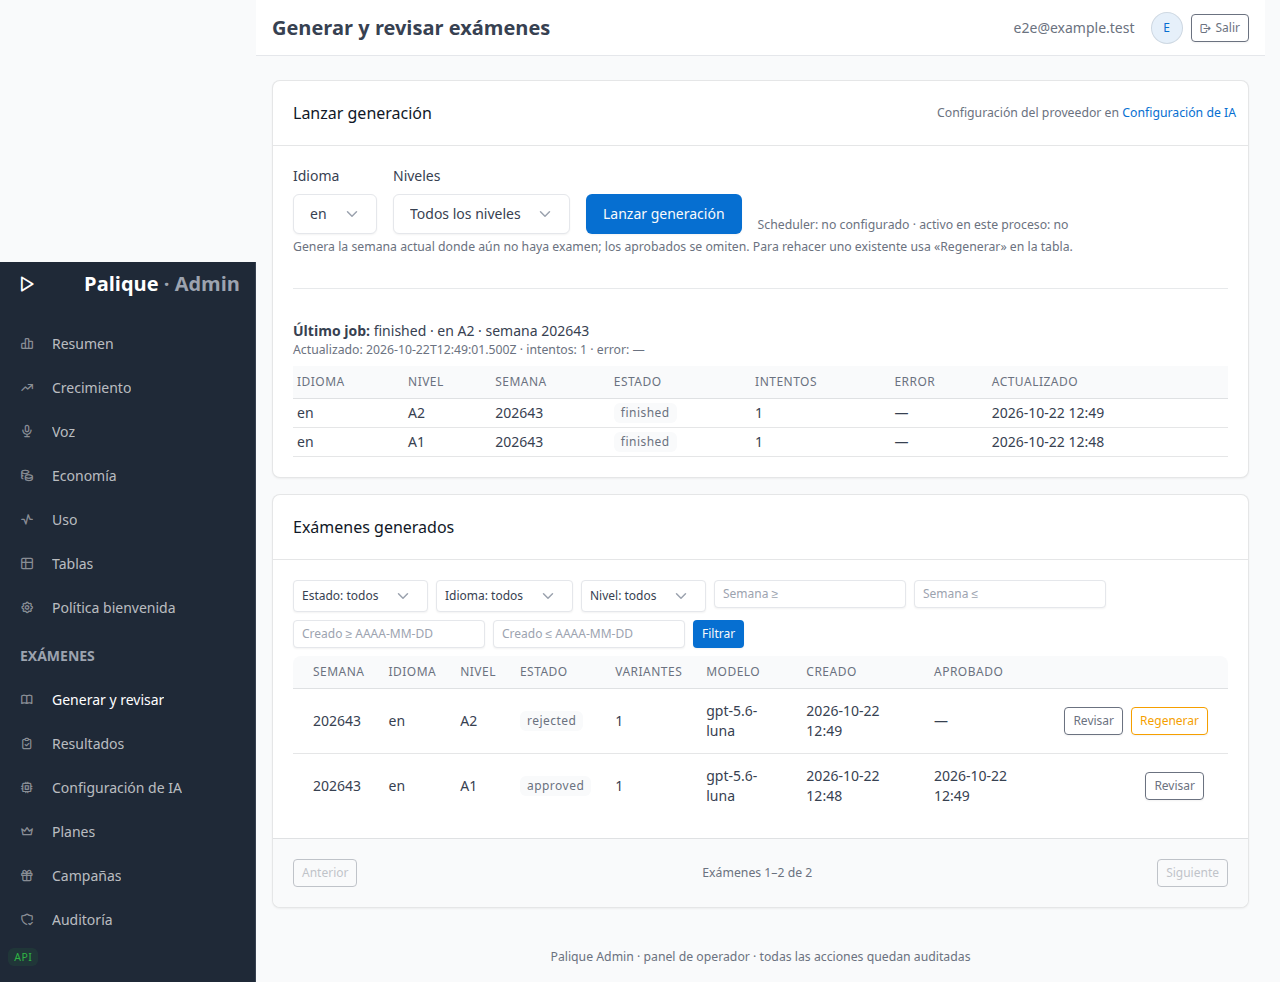 Generar y revisar exámenes
e2e@example.test
E
Salir
Palique · Admin
Resumen
Crecimiento
Voz
Economía
Uso
Tablas
Política bienvenida
EXÁMENES
Generar y revisar
Resultados
Configuración de IA
Planes
Campañas
Auditoría
API
Lanzar generación
Configuración del proveedor en Configuración de IA
Idioma Niveles
en Todos los niveles Lanzar generación Scheduler: no configurado · activo en este proceso: no
Genera la semana actual donde aún no haya examen; los aprobados se omiten. Para rehacer uno existente usa «Regenerar» en la tabla.
Último job: finished · en A2 · semana 202643
Actualizado: 2026-10-22T12:49:01.500Z · intentos: 1 · error: —
IDIOMA NIVEL SEMANA ESTADO INTENTOS ERROR ACTUALIZADO
en A2 202643 finished 1 — 2026-10-22 12:49
en A1 202643 finished 1 — 2026-10-22 12:48
Exámenes generados
Estado: todos Idioma: todos Nivel: todos Semana ≥ Semana ≤
Creado ≥ AAAA-MM-DD Creado ≤ AAAA-MM-DD Filtrar
SEMANA IDIOMA NIVEL ESTADO VARIANTES MODELO CREADO APROBADO
202643 en A2 rejected 1 gpt-5.6-luna 2026-10-22 12:49 — Revisar Regenerar
202643 en A1 approved 1 gpt-5.6-luna 2026-10-22 12:48 2026-10-22 12:49 Revisar
Anterior Exámenes 1–2 de 2 Siguiente
Palique Admin · panel de operador · todas las acciones quedan auditadas